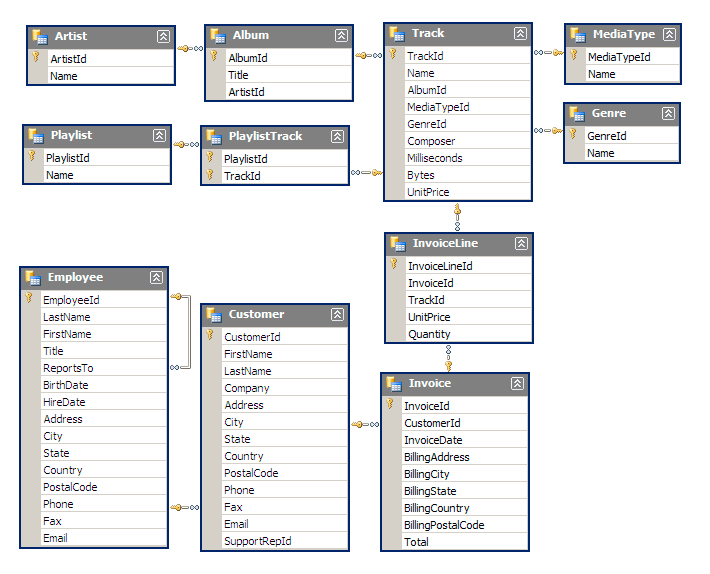 Artist
ArtistId
Name
Album
AlbumId
Title
ArtistId
Track
TrackId
Name
AlbumId
MediaTypeId
GenreId
Composer
Milliseconds
Bytes
UnitPrice
MediaType
MediaTypeId
Name
Genre
GenreId
Name
Playlist
PlaylistId
Name
PlaylistTrack
PlaylistId
TrackId
InvoiceLine
InvoiceLineId
InvoiceId
TrackId
UnitPrice
Quantity
Employee
EmployeeId
LastName
FirstName
Title
ReportsTo
BirthDate
HireDate
Address
City
State
Country
PostalCode
Phone
Fax
Email
Customer
CustomerId
FirstName
LastName
Company
Address
City
State
Country
PostalCode
Phone
Fax
Email
SupportRepId
Invoice
InvoiceId
CustomerId
InvoiceDate
BillingAddress
BillingCity
BillingState
BillingCountry
BillingPostalCode
Total